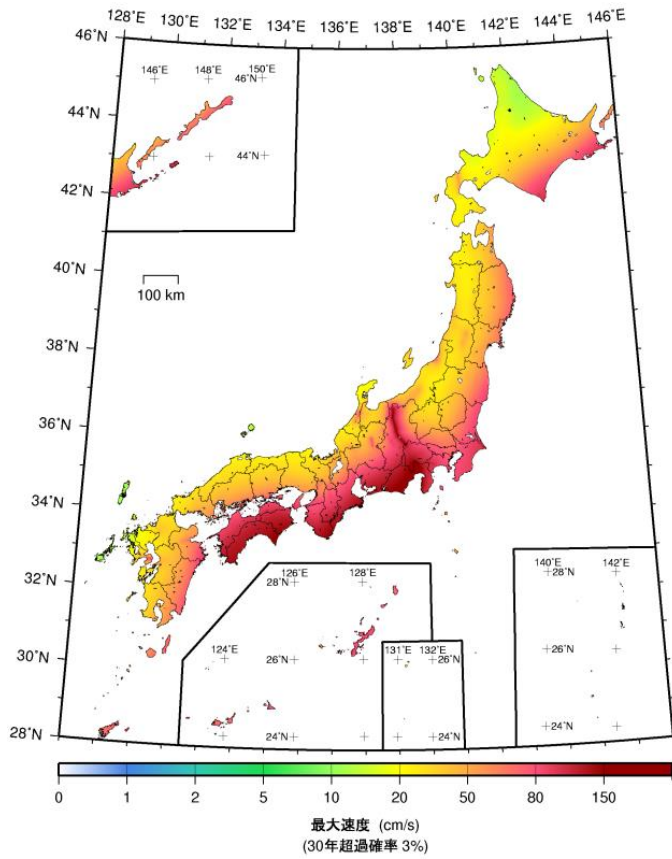 128°E 130°E 132°E 134°E 136°E 138°E 140°E 142°E 144°E 146°E
46°N
146°E 148°E 150°E
46°N
44°N
44°N
42°N
40°N
100 km
38°N
36°N
34°N
32°N
126°E 128°E
28°N
140°E 142°E
28°N
30°N
124°E
26°N
131°E 132°E
26°N
26°N
28°N
24°N
24°N
24°N
0 1 2 5 10 20 50 80 150
最大速度 (cm/s)
(30年超過確率 3%)